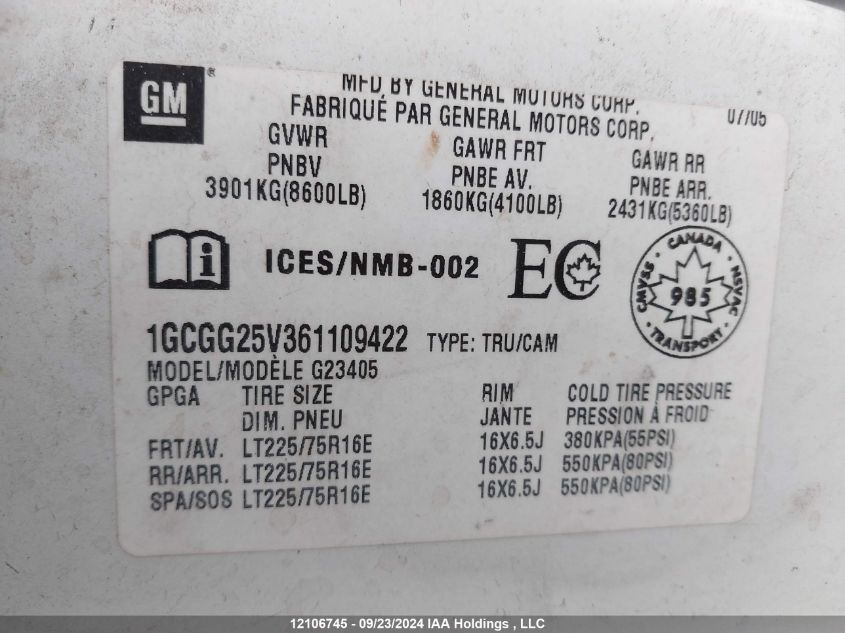 GM®
MFD BY GENERAL MOTORS CORP.
FABRIQUÉ PAR GENERAL MOTORS CORP.
07/05
GVWR GAWR FRT GAWR RR
PNBV PNBE AV. PNBE ARR.
3901KG(8600LB) 1860KG(4100LB) 2431KG(5360LB)
i ICES/NMB-002 EC
CANADA
CMVSS 985 NSVAC
TRANSPORT
1GCGG25V361109422 TYPE: TRU/CAM
MODEL/MODÈLE G23405
GPGA TIRE SIZE RIM COLD TIRE PRESSURE
DIM. PNEU JANTE PRESSION À FROID
FRT/AV. LT225/75R16E 16X6.5J 380KPA(55PSI)
RR/ARR. LT225/75R16E 16X6.5J 550KPA(80PSI)
SPA/SOS LT225/75R16E 16X6.5J 550KPA(80PSI)
12106745 - 09/23/2024 IAA Holdings , LLC